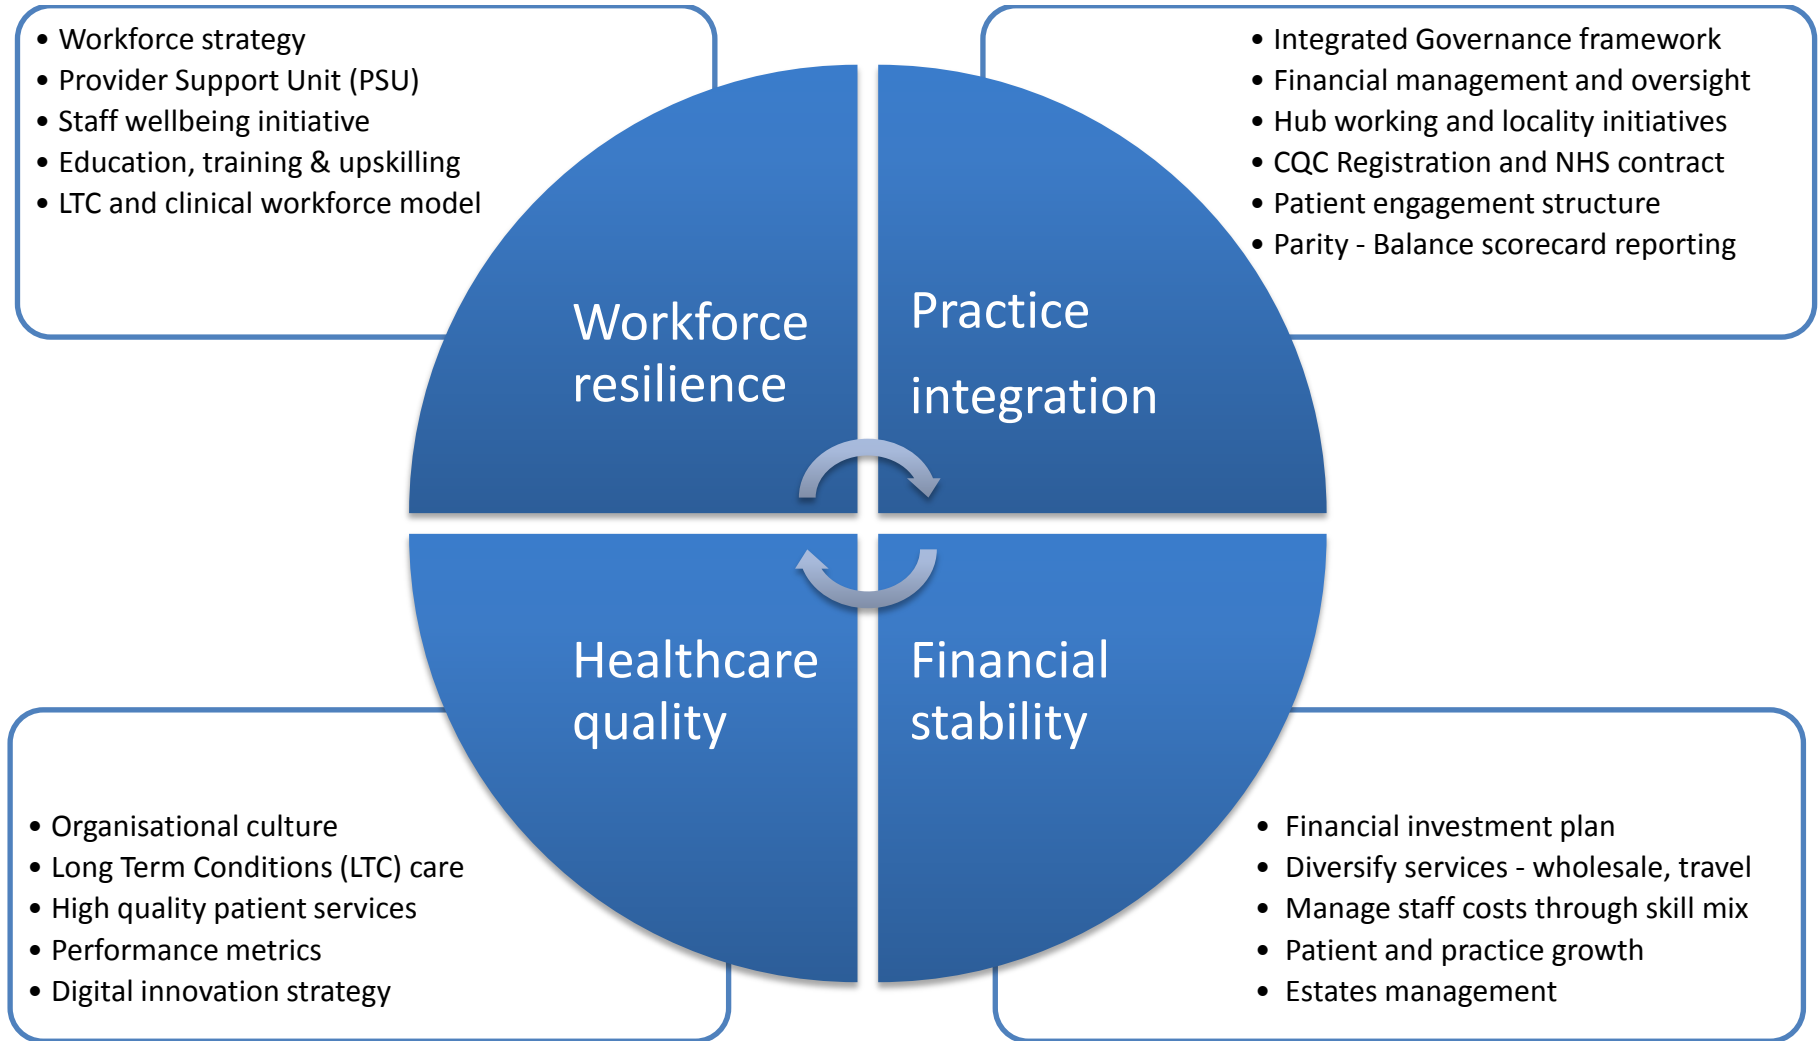 • Workforce strategy
• Provider Support Unit (PSU)
• Staff wellbeing initiative
• Education, training & upskilling
• LTC and clinical workforce model
• Integrated Governance framework
• Financial management and oversight
• Hub working and locality initiatives
• CQC Registration and NHS contract
• Patient engagement structure
• Parity - Balance scorecard reporting
Workforce
resilience
Practice
integration
Healthcare
quality
Financial
stability
• Organisational culture
• Long Term Conditions (LTC) care
• High quality patient services
• Performance metrics
• Digital innovation strategy
• Financial investment plan
• Diversify services - wholesale, travel
• Manage staff costs through skill mix
• Patient and practice growth
• Estates management